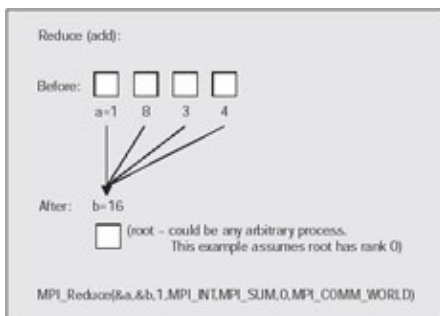 Reduce (add):
Before:
a=1 8 3 4
After: b=16
(root – could be any arbitrary process.
This example assumes root has rank 0)
MPI_Reduce(&a,&b,1,MPI_INT,MPI_SUM,0,MPI_COMM_WORLD)